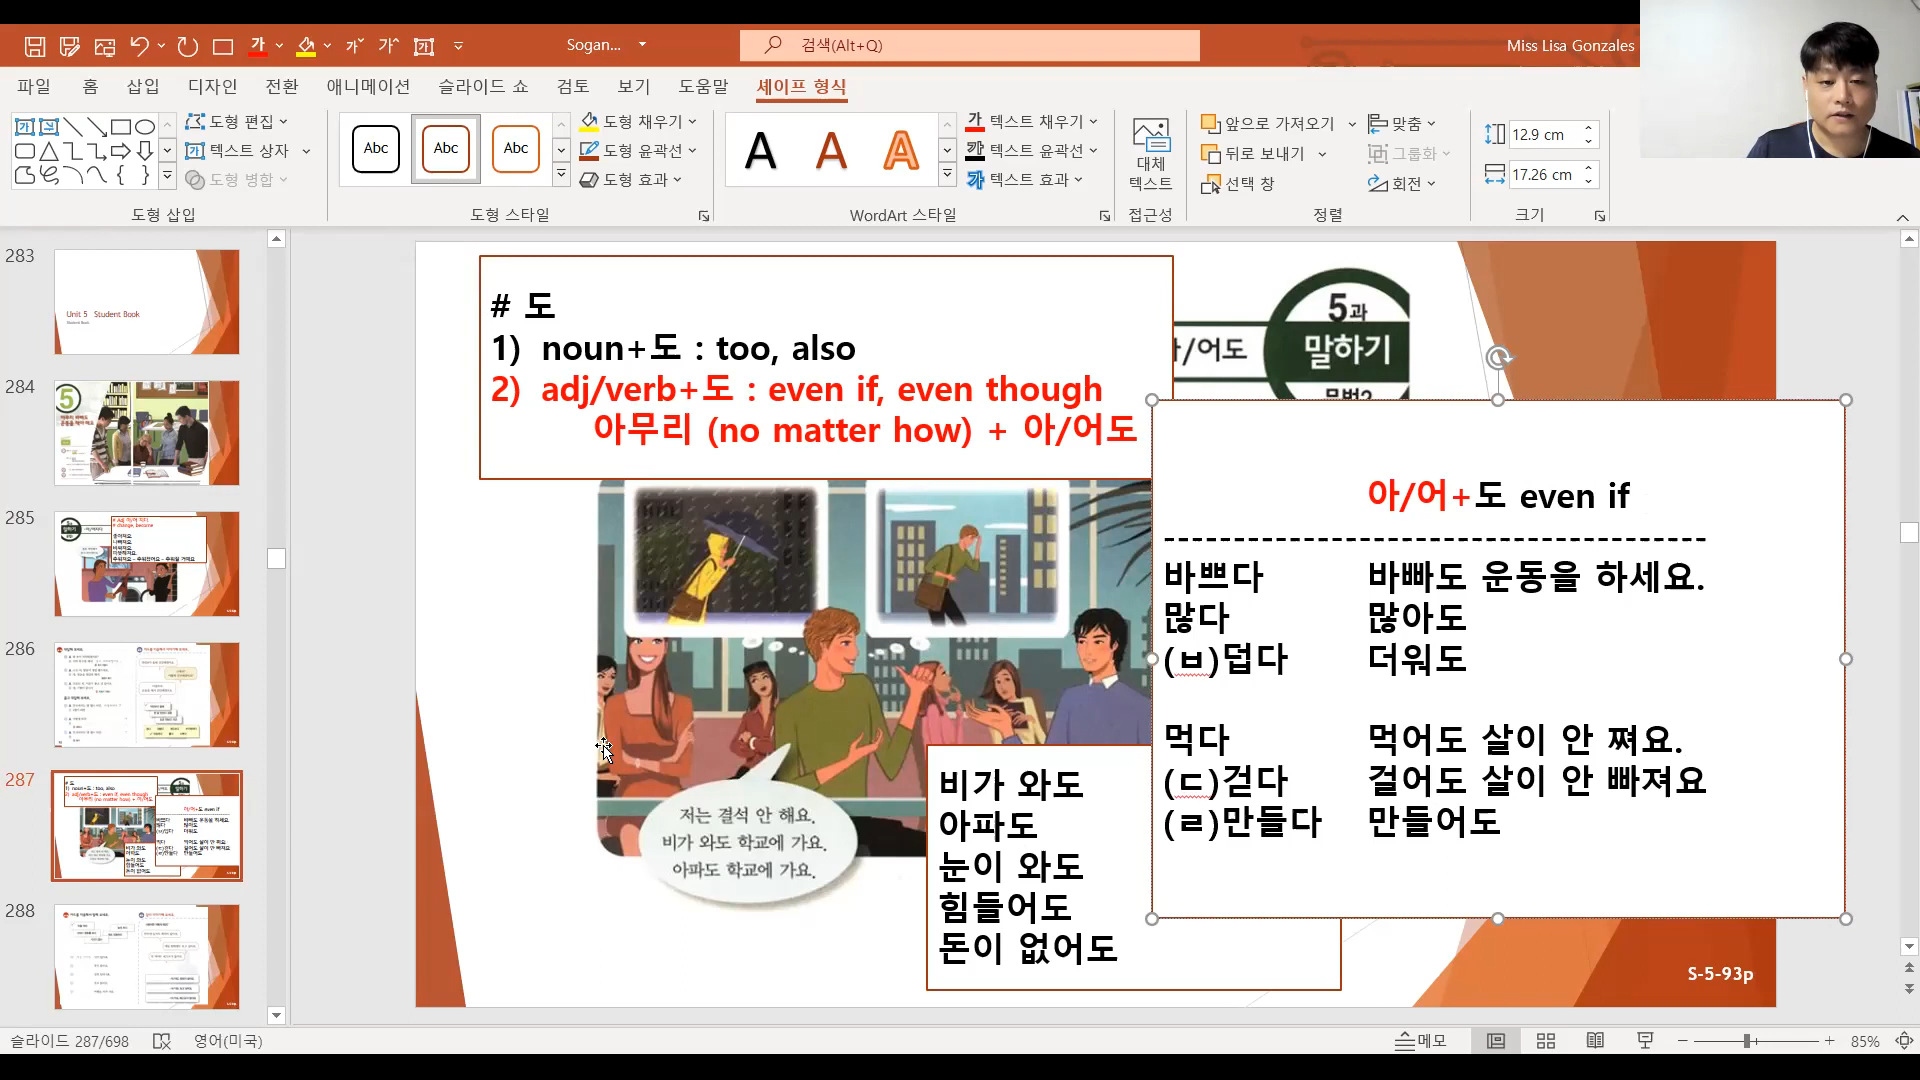 Sogan...
검색(Alt+Q)
Miss Lisa Gonzales
파일 홈 삽입 디자인 전환 애니메이션 슬라이드 쇼 검토 보기 도움말 셰이프 형식
도형 편집
텍스트 상자
도형 병합
도형 삽입
Abc Abc Abc
도형 채우기
도형 윤곽선
도형 효과
도형 스타일
A A A
텍스트 채우기
텍스트 윤곽선
텍스트 효과
WordArt 스타일
대체
텍스트
접근성
앞으로 가져오기
뒤로 보내기
선택 창
맞춤
그룹화
회전
정렬
12.9 cm
17.26 cm
크기
283
Unit 5 Student Book
284
285
286
287
288
# 도
1) noun+도 : too, also
2) adj/verb+도 : even if, even though
아무리 (no matter how) + 아/어도
/어도
5과
말하기
아/어+도 even if
-----------------------------------
바쁘다 바빠도 운동을 하세요.
많다 많아도
(ㅂ)덥다 더워도
먹다 먹어도 살이 안 쪄요.
(ㄷ)걷다 걸어도 살이 안 빠져요
(ㄹ)만들다 만들어도
저는 결석 안 해요.
비가 와도 학교에 가요.
아파도 학교에 가요.
비가 와도
아파도
눈이 와도
힘들어도
돈이 없어도
S-5-93p
슬라이드 287/698
영어(미국)
메모
85%